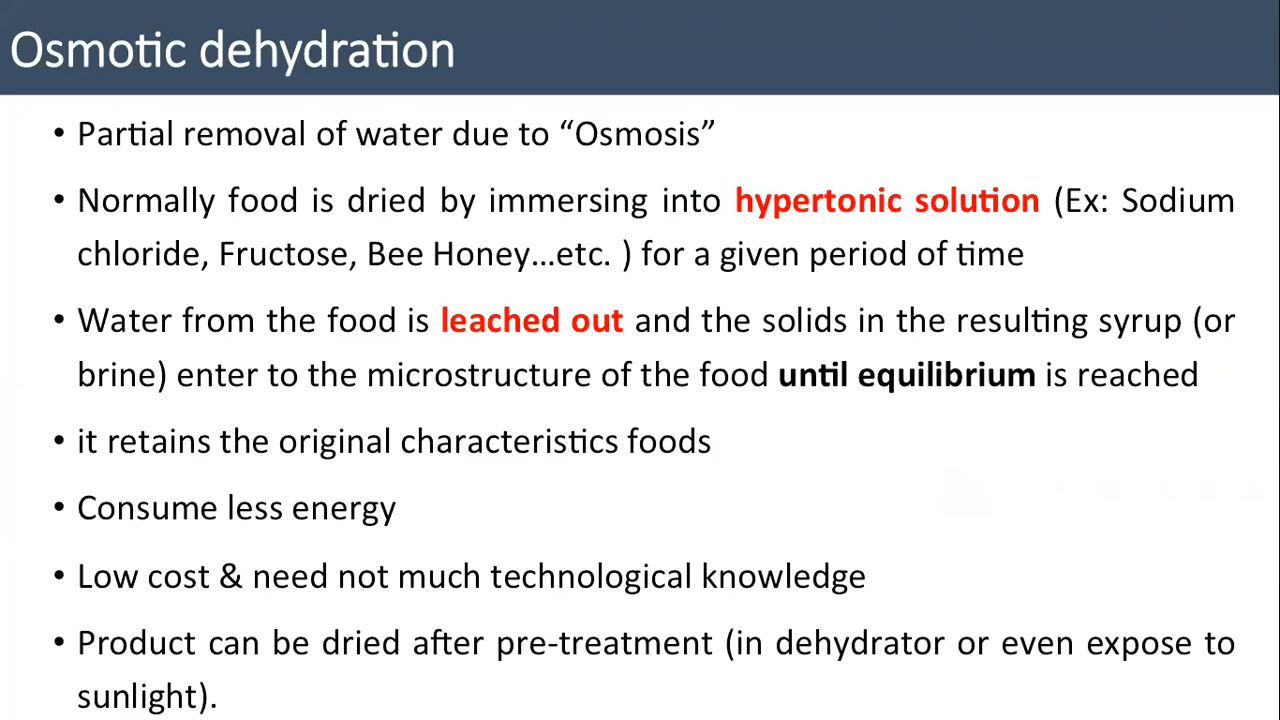 Osmotic dehydration
• Partial removal of water due to “Osmosis”
• Normally food is dried by immersing into hypertonic solution (Ex: Sodium
chloride, Fructose, Bee Honey...etc. ) for a given period of time
• Water from the food is leached out and the solids in the resulting syrup (or
brine) enter to the microstructure of the food until equilibrium is reached
• it retains the original characteristics foods
• Consume less energy
• Low cost & need not much technological knowledge
• Product can be dried after pre-treatment (in dehydrator or even expose to
sunlight).